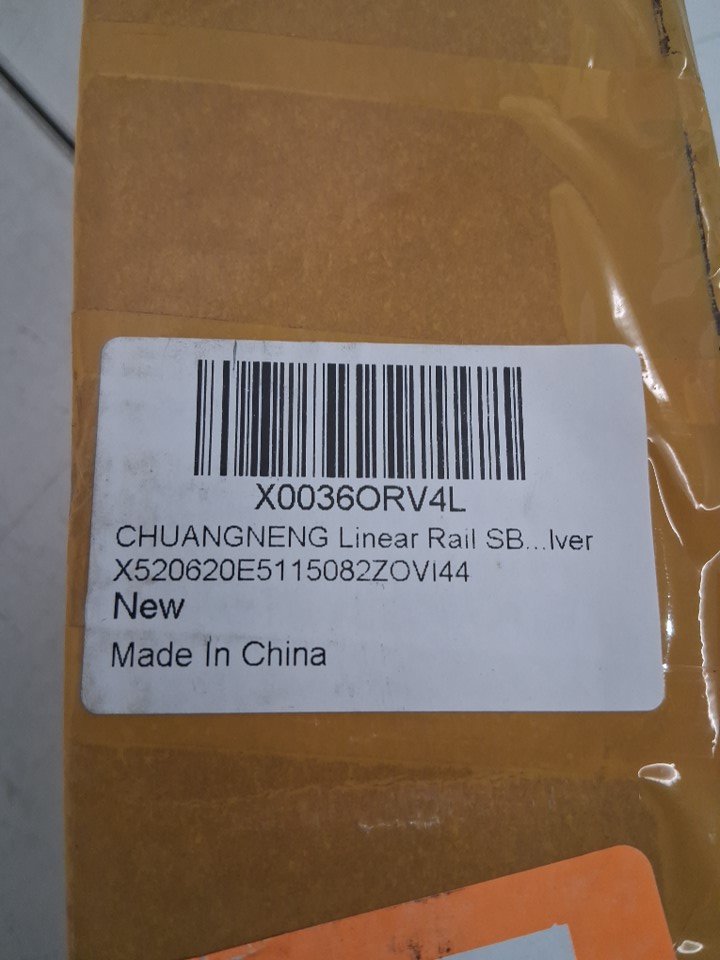 X0036ORV4L
CHUANGNENG Linear Rail SB...lver
X520620E5115082ZOVI44
New
Made In China